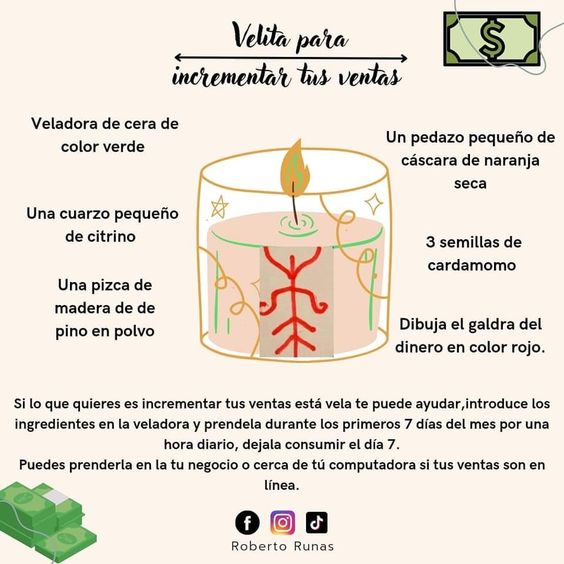 Velita para
incrementar tus ventas
$
Veladora de cera de
color verde
Una cuarzo pequeño
de citrino
Una pizca de
madera de de
pino en polvo
Un pedazo pequeño de
cáscara de naranja
seca
3 semillas de
cardamomo
Dibuja el galdra del
dinero en color rojo.
Si lo que quieres es incrementar tus ventas está vela te puede ayudar,introduce los
ingredientes en la veladora y prendela durante los primeros 7 días del mes por una
hora diario, dejala consumir el día 7.
Puedes prenderla en la tu negocio o cerca de tú computadora si tus ventas son en
línea.
Roberto Runas